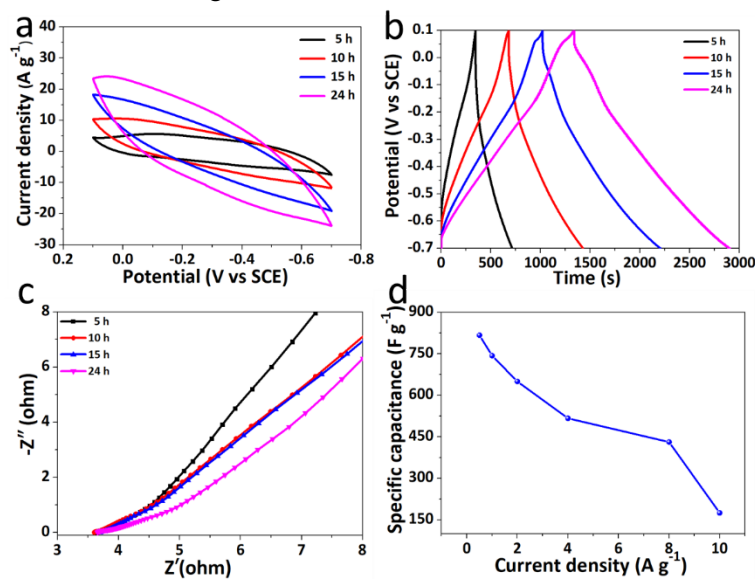 a
Current density (A g⁻¹)
40
30
20
10
0
-10
-20
-30
5 h
10 h
15 h
24 h
0.2 0.0 -0.2 -0.4 -0.6 -0.8
Potential (V vs SCE)
b
Potential (V vs SCE)
0.1
-0.0
-0.1
-0.2
-0.3
-0.4
-0.5
-0.6
-0.7
5 h
10 h
15 h
24 h
0 500 1000 1500 2000 2500 3000
Time (s)
c
-Z″ (ohm)
-8
-6
-4
-2
0
5 h
10 h
15 h
24 h
3 4 5 6 7 8
Z′(ohm)
d
Specific capacitance (F g⁻¹)
900
750
600
450
300
150
0 2 4 6 8 10
Current density (A g⁻¹)